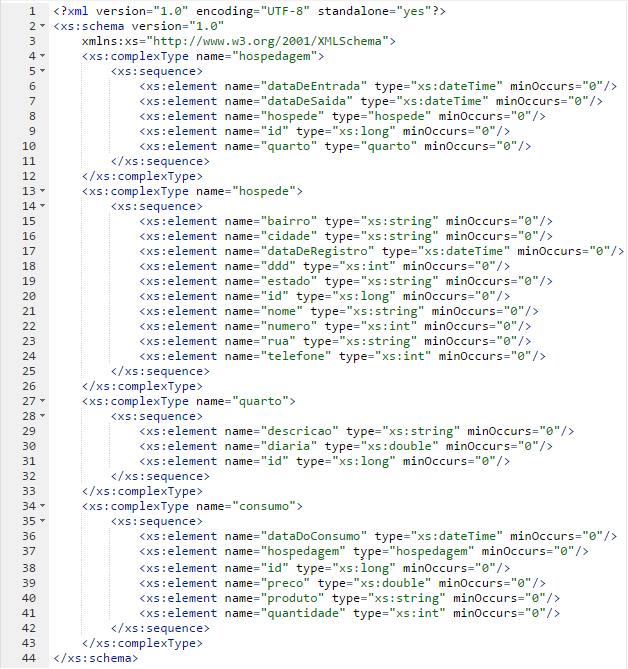 1 <?xml version="1.0" encoding="UTF-8" standalone="yes"?>
2 <xs:schema version="1.0"
3     xmlns:xs="http://www.w3.org/2001/XMLSchema">
4     <xs:complexType name="hospedagem">
5         <xs:sequence>
6             <xs:element name="dataDeEntrada" type="xs:dateTime" minOccurs="0"/>
7             <xs:element name="dataDeSaida" type="xs:dateTime" minOccurs="0"/>
8             <xs:element name="hospede" type="hospede" minOccurs="0"/>
9             <xs:element name="id" type="xs:long" minOccurs="0"/>
10             <xs:element name="quarto" type="quarto" minOccurs="0"/>
11         </xs:sequence>
12     </xs:complexType>
13     <xs:complexType name="hospede">
14         <xs:sequence>
15             <xs:element name="bairro" type="xs:string" minOccurs="0"/>
16             <xs:element name="cidade" type="xs:string" minOccurs="0"/>
17             <xs:element name="dataDeRegistro" type="xs:dateTime" minOccurs="0"/>
18             <xs:element name="ddd" type="xs:int" minOccurs="0"/>
19             <xs:element name="estado" type="xs:string" minOccurs="0"/>
20             <xs:element name="id" type="xs:long" minOccurs="0"/>
21             <xs:element name="nome" type="xs:string" minOccurs="0"/>
22             <xs:element name="numero" type="xs:int" minOccurs="0"/>
23             <xs:element name="rua" type="xs:string" minOccurs="0"/>
24             <xs:element name="telefone" type="xs:int" minOccurs="0"/>
25         </xs:sequence>
26     </xs:complexType>
27     <xs:complexType name="quarto">
28         <xs:sequence>
29             <xs:element name="descricao" type="xs:string" minOccurs="0"/>
30             <xs:element name="diaria" type="xs:double" minOccurs="0"/>
31             <xs:element name="id" type="xs:long" minOccurs="0"/>
32         </xs:sequence>
33     </xs:complexType>
34     <xs:complexType name="consumo">
35         <xs:sequence>
36             <xs:element name="dataDoConsumo" type="xs:dateTime" minOccurs="0"/>
37             <xs:element name="hospedagem" type="hospedagem" minOccurs="0"/>
38             <xs:element name="id" type="xs:long" minOccurs="0"/>
39             <xs:element name="preco" type="xs:double" minOccurs="0"/>
40             <xs:element name="produto" type="xs:string" minOccurs="0"/>
41             <xs:element name="quantidade" type="xs:int" minOccurs="0"/>
42         </xs:sequence>
43     </xs:complexType>
44 </xs:schema>